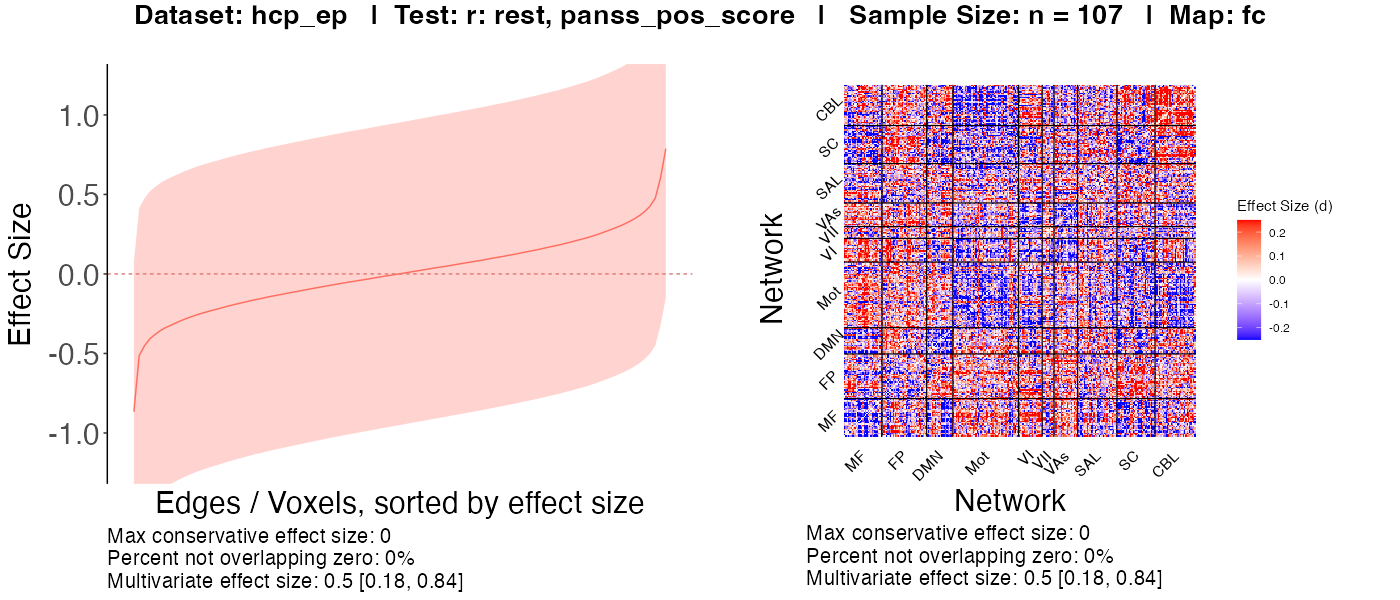 Dataset: hcp_ep | Test: r: rest, panss_pos_score | Sample Size: n = 107 | Map: fc
Effect Size
1.0
0.5
0.0
-0.5
-1.0
Edges / Voxels, sorted by effect size
Max conservative effect size: 0
Percent not overlapping zero: 0%
Multivariate effect size: 0.5 [0.18, 0.84]
Network
CBL
SC
SAL
VAs
VII
VI
Mot
DMN
FP
MF
MF FP DMN Mot VI VII VAs SAL SC CBL
Network
Max conservative effect size: 0
Percent not overlapping zero: 0%
Multivariate effect size: 0.5 [0.18, 0.84]
Effect Size (d)
0.2
0.1
0.0
-0.1
-0.2